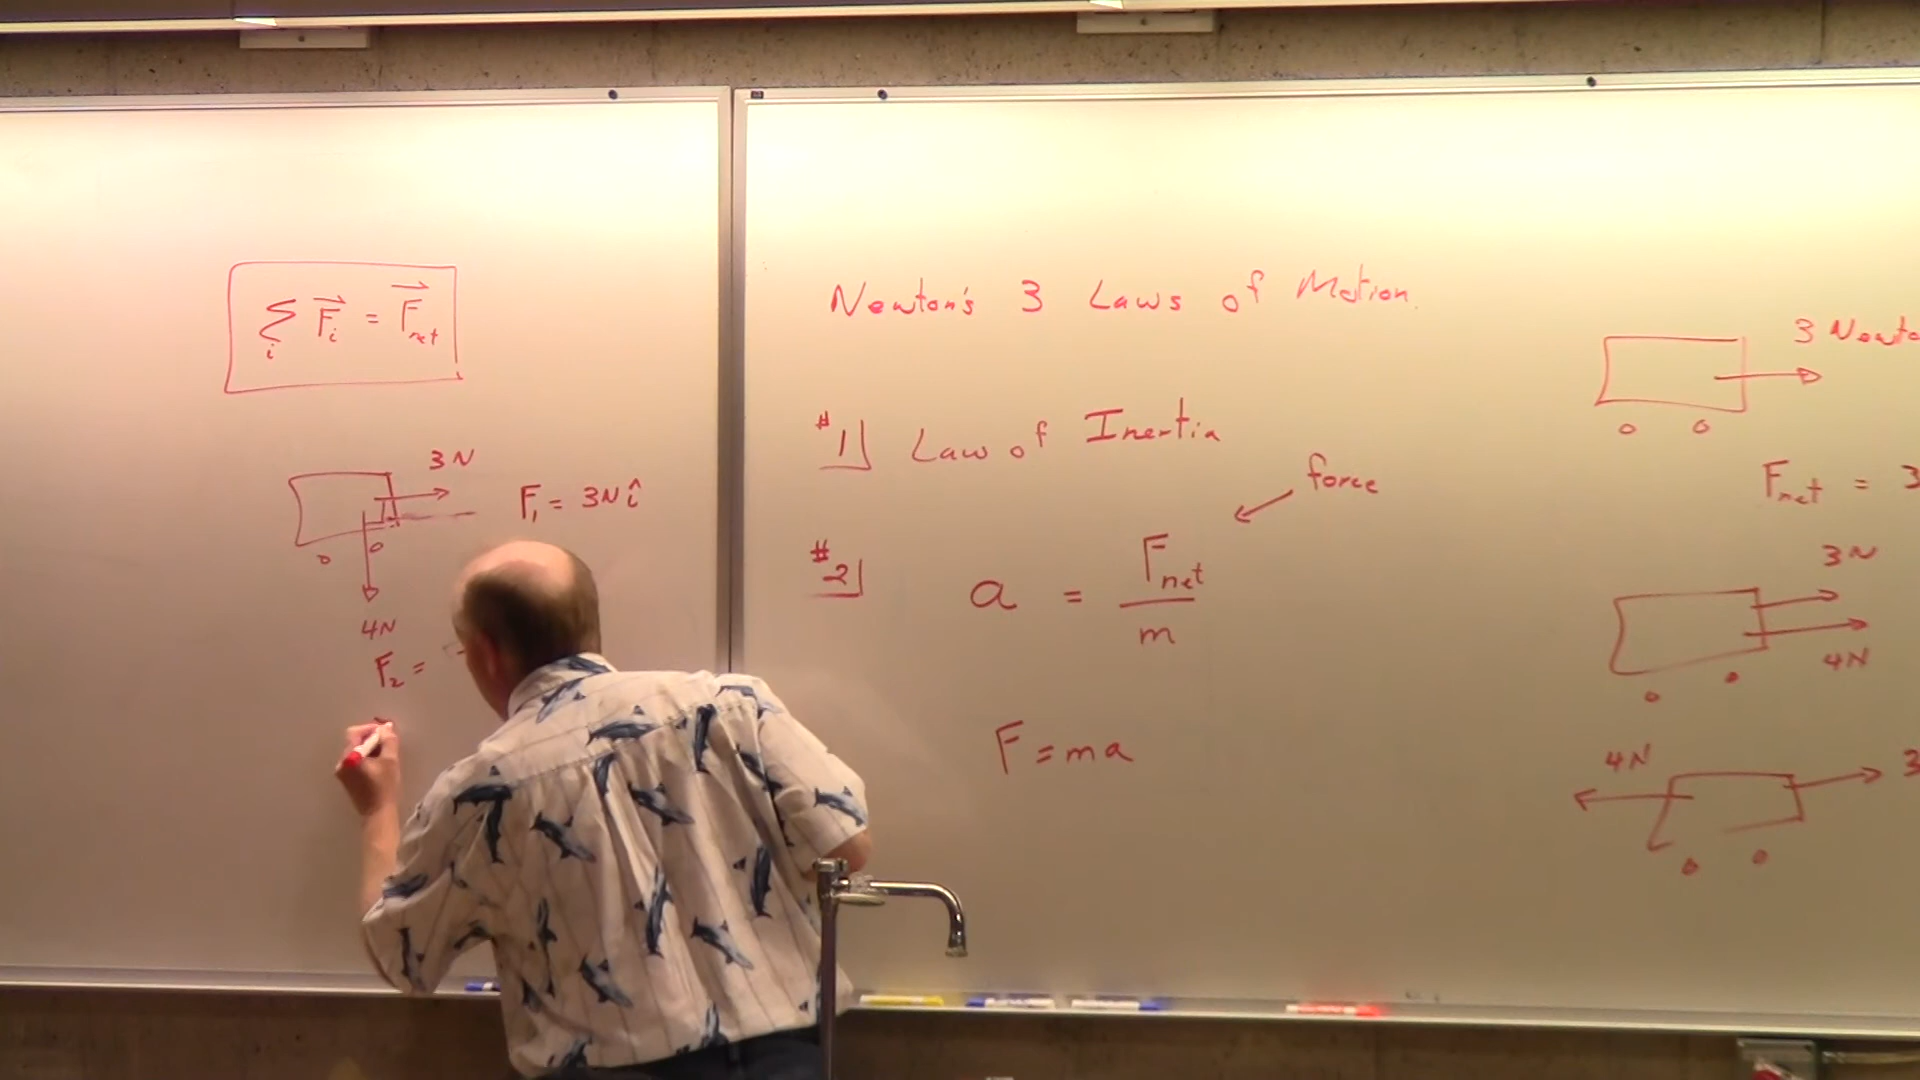 ∑ᵢ F⃗ᵢ = F⃗net
3N
F₁ = 3N î
4N
F₂ = -
Newton's 3 Laws of Motion.
#1 Law of Inertia
force
#2 a = Fnet / m
F = ma
3 Newto
Fnet = 3
3N
4N
4N 3